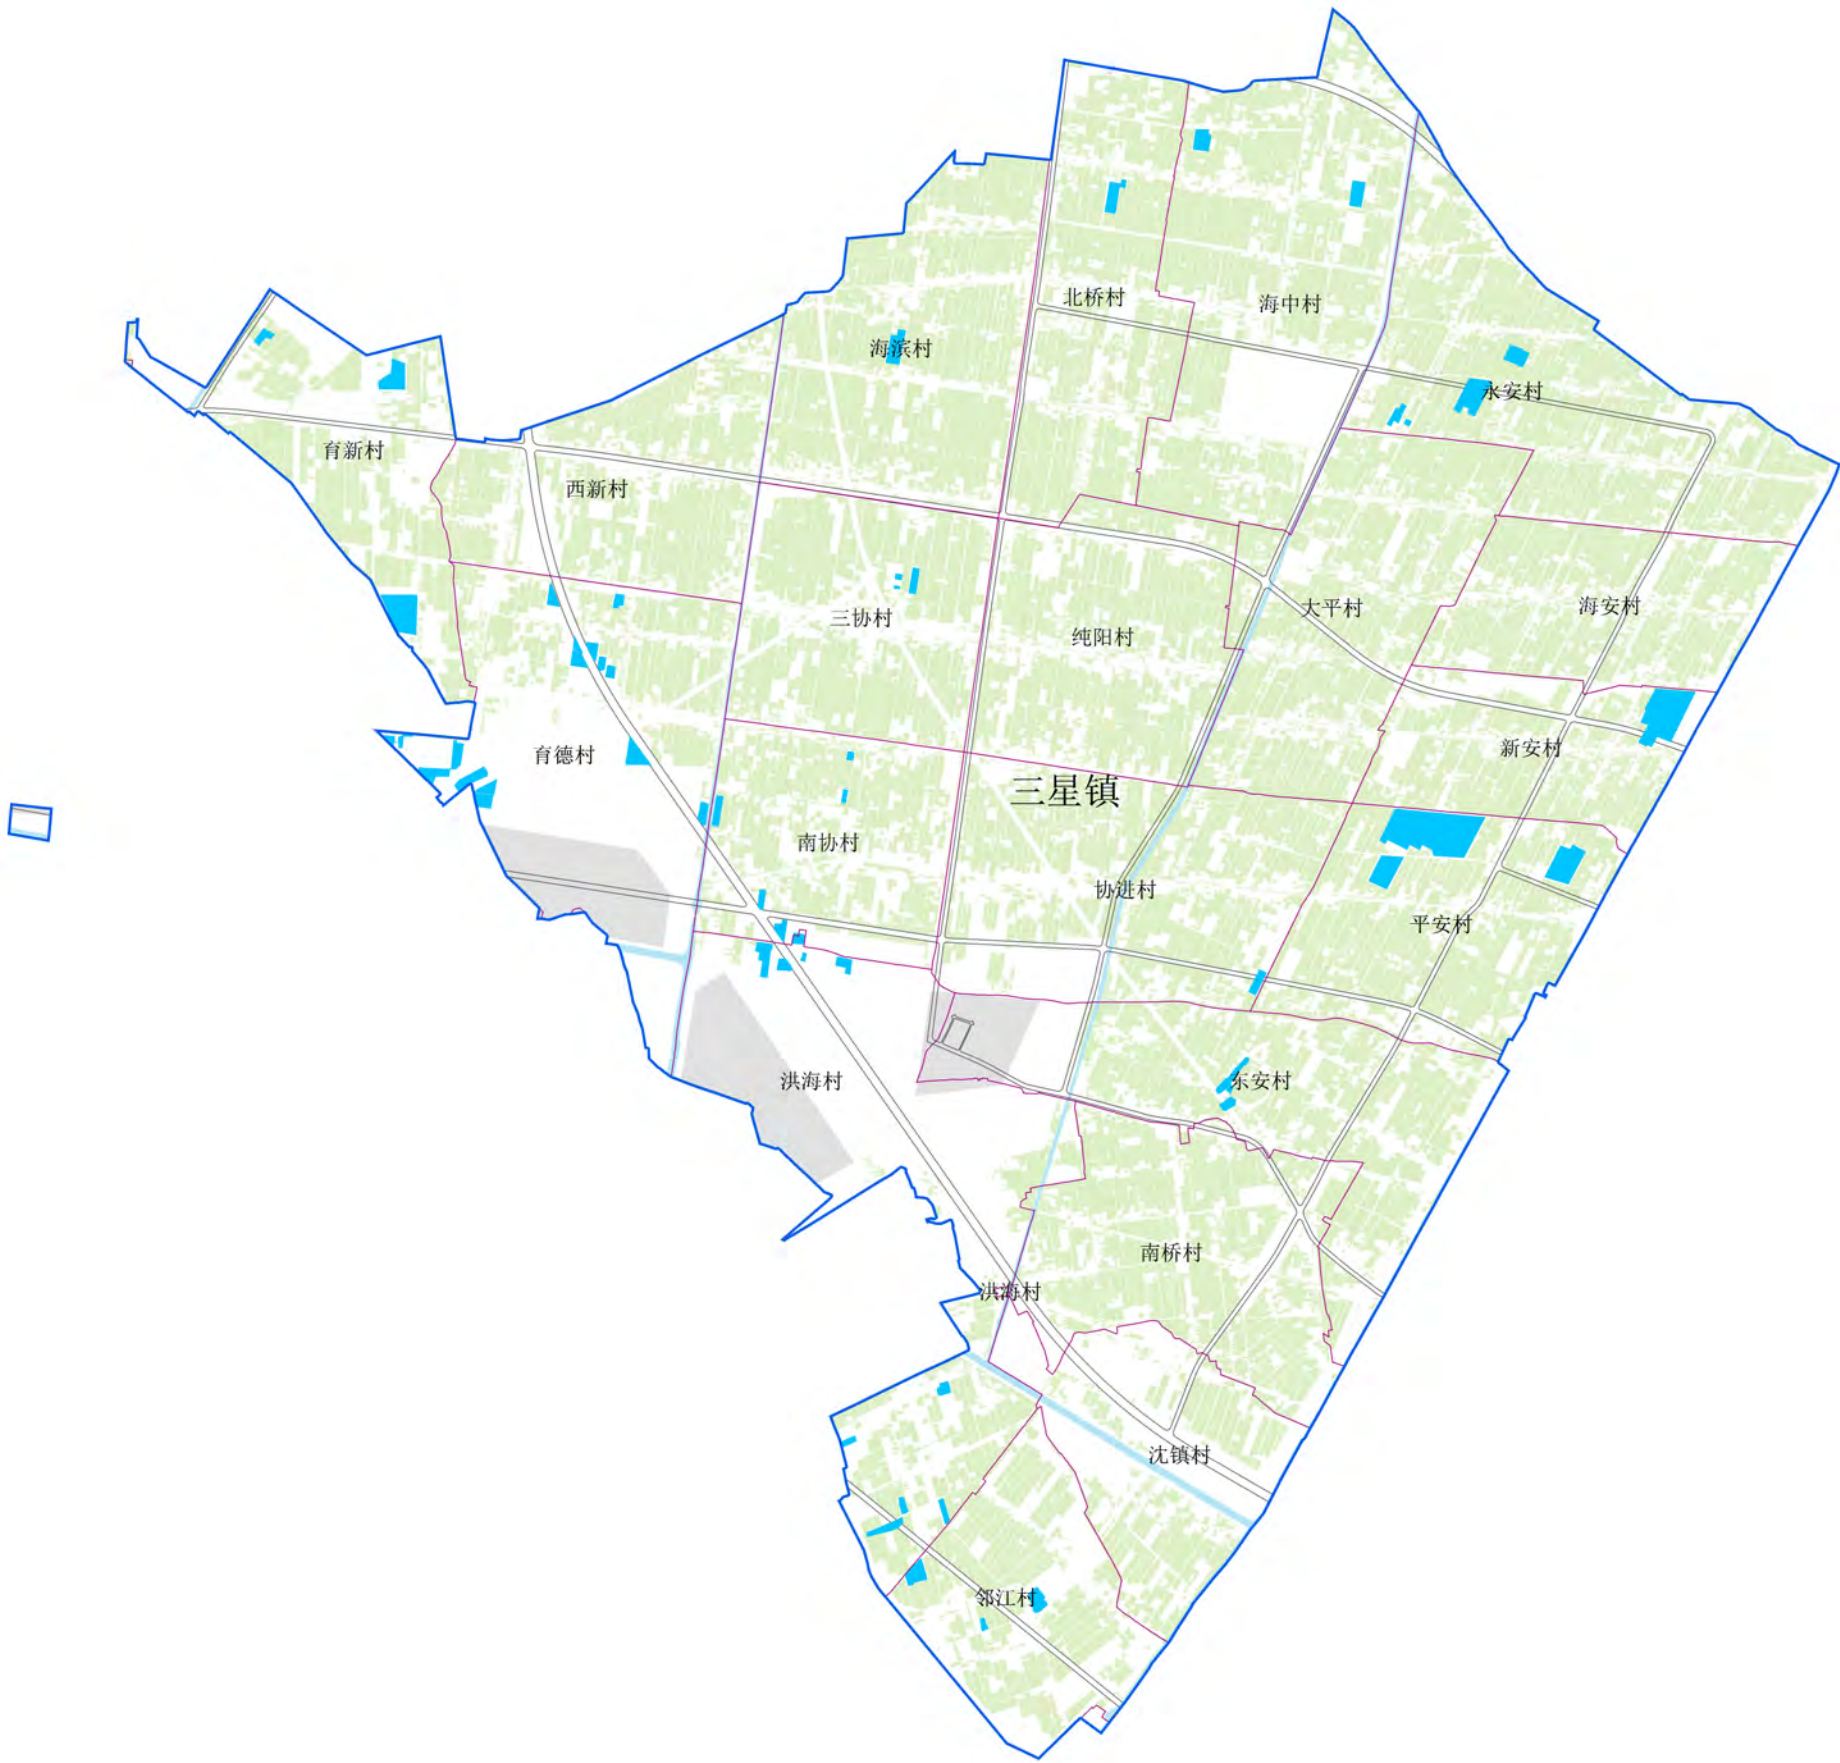 北桥村
海中村
海滨村
永安村
育新村
西新村
三协村
纯阳村
大平村
海安村
育德村
新安村
三星镇
南协村
协进村
平安村
洪海村
东安村
南桥村
洪海村
沈镇村
邻江村